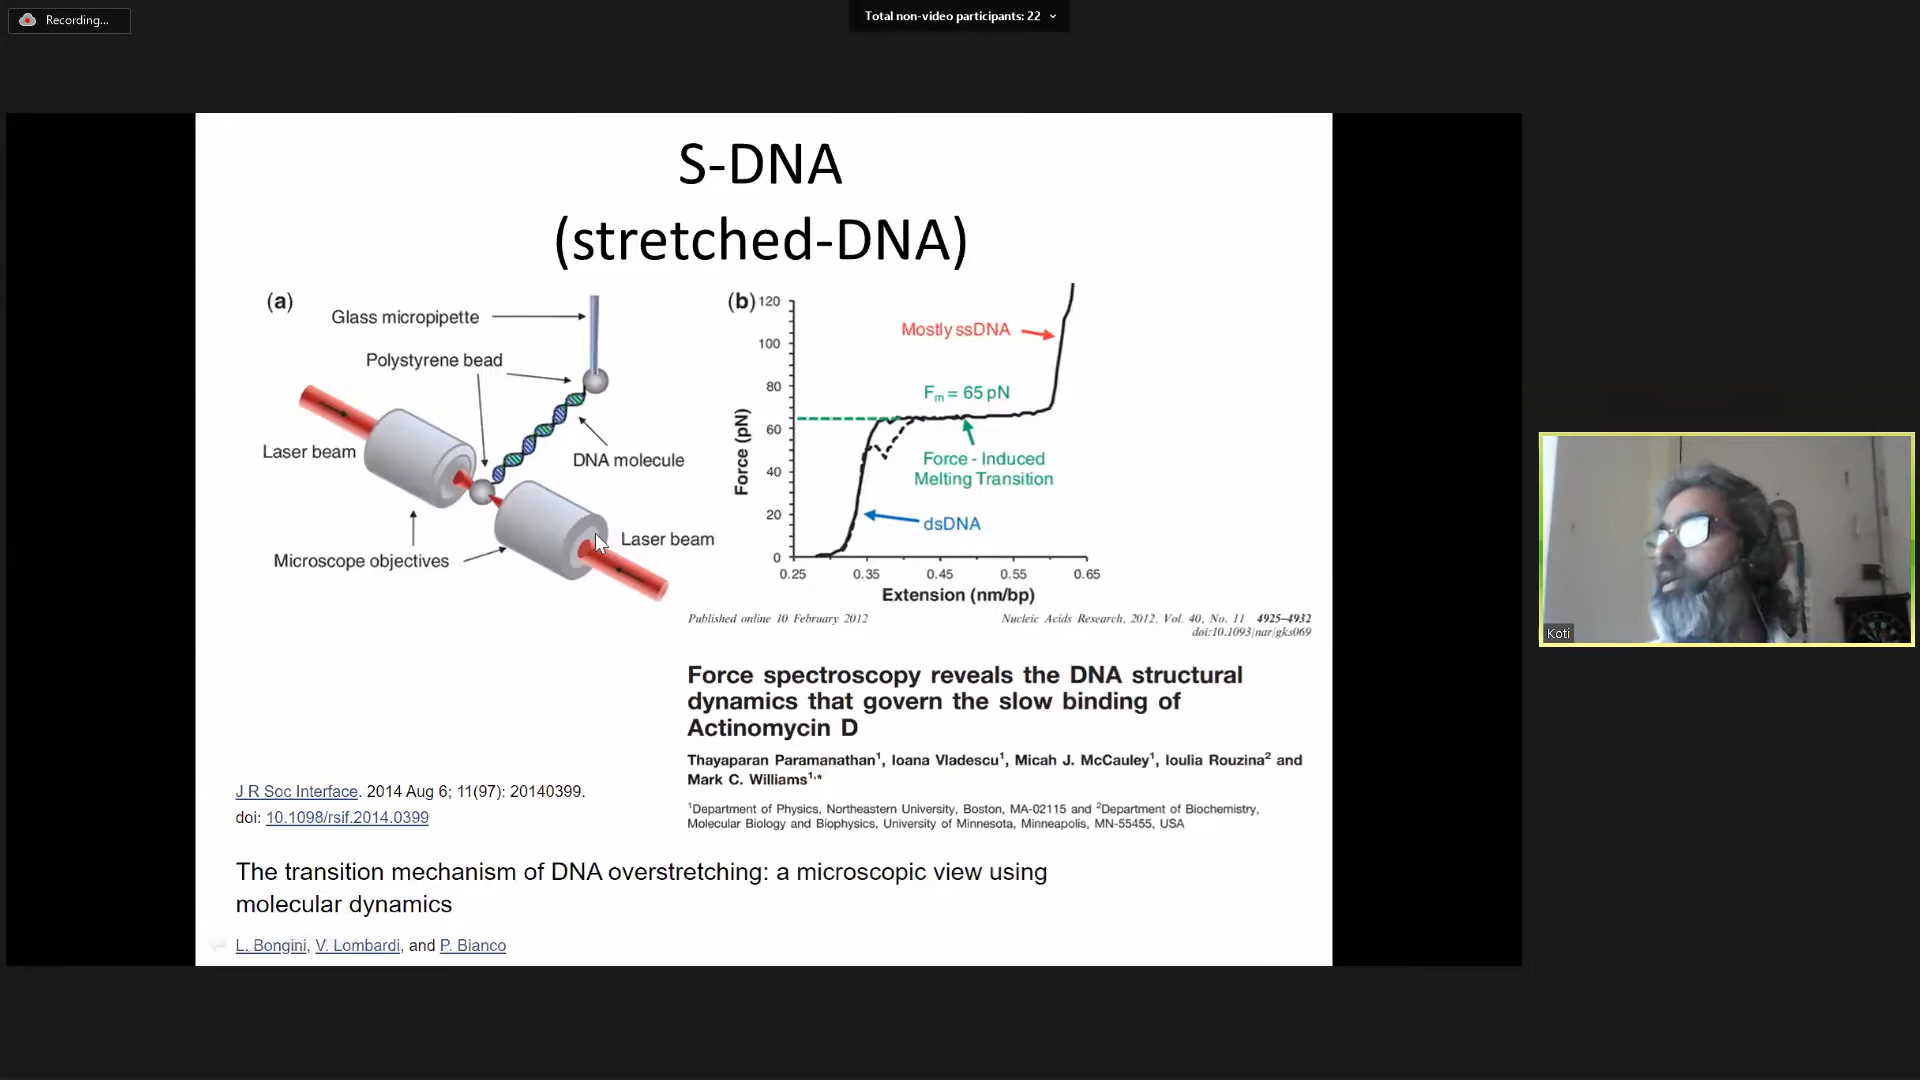 Recording...
Total non-video participants: 22
S-DNA
(stretched-DNA)
(a)
Glass micropipette
Polystyrene bead
Laser beam
DNA molecule
Laser beam
Microscope objectives
(b)
120
100
80
60
40
20
0
Force (pN)
Mostly ssDNA
Fm = 65 pN
Force - Induced
Melting Transition
dsDNA
0.25 0.35 0.45 0.55 0.65
Extension (nm/bp)
Published online 10 February 2012
Nucleic Acids Research, 2012, Vol. 40, No. 11 4925–4932
doi:10.1093/nar/gks069
Force spectroscopy reveals the DNA structural
dynamics that govern the slow binding of
Actinomycin D
Thayaparan Paramanathan1, Ioana Vladescu1, Micah J. McCauley1, Ioulia Rouzina2 and
Mark C. Williams1,*
1Department of Physics, Northeastern University, Boston, MA-02115 and 2Department of Biochemistry,
Molecular Biology and Biophysics, University of Minnesota, Minneapolis, MN-55455, USA
J R Soc Interface. 2014 Aug 6; 11(97): 20140399.
doi: 10.1098/rsif.2014.0399
The transition mechanism of DNA overstretching: a microscopic view using
molecular dynamics
L. Bongini, V. Lombardi, and P. Bianco
Koti